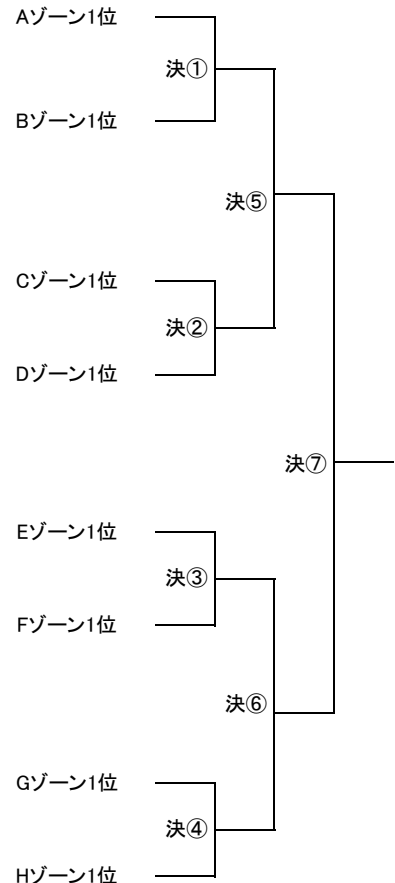 Aゾーン1位
決①
Bゾーン1位
決⑤
Cゾーン1位
決②
Dゾーン1位
決⑦
Eゾーン1位
決③
Fゾーン1位
決⑥
Gゾーン1位
決④
Hゾーン1位